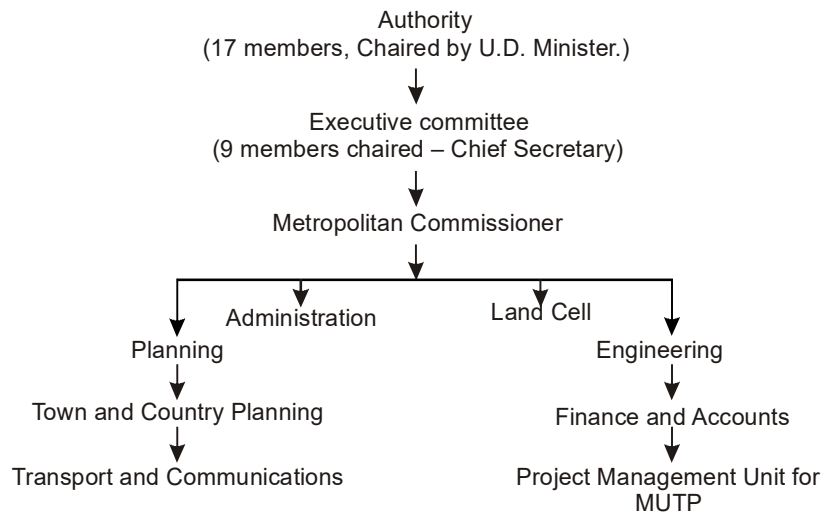 Authority
(17 members, Chaired by U.D. Minister.)
Executive committee
(9 members chaired – Chief Secretary)
Metropolitan Commissioner
Administration
Land Cell
Planning
Engineering
Town and Country Planning
Finance and Accounts
Transport and Communications
Project Management Unit for
MUTP